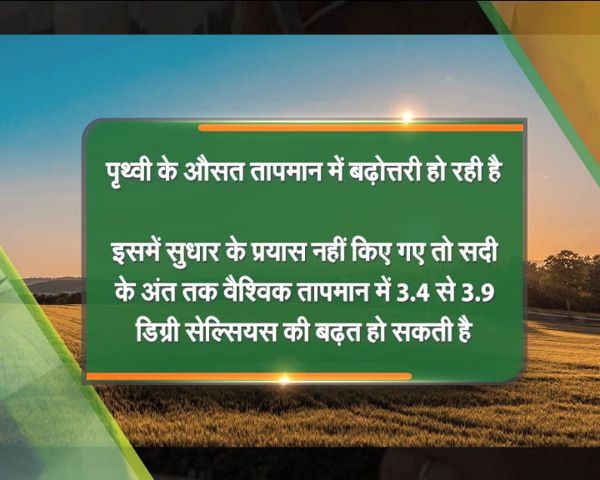 पृथ्वी के औसत तापमान में बढ़ोत्तरी हो रही है
इसमें सुधार के प्रयास नहीं किए गए तो सदी
के अंत तक वैश्विक तापमान में 3.4 से 3.9
डिग्री सेल्सियस की बढ़त हो सकती है